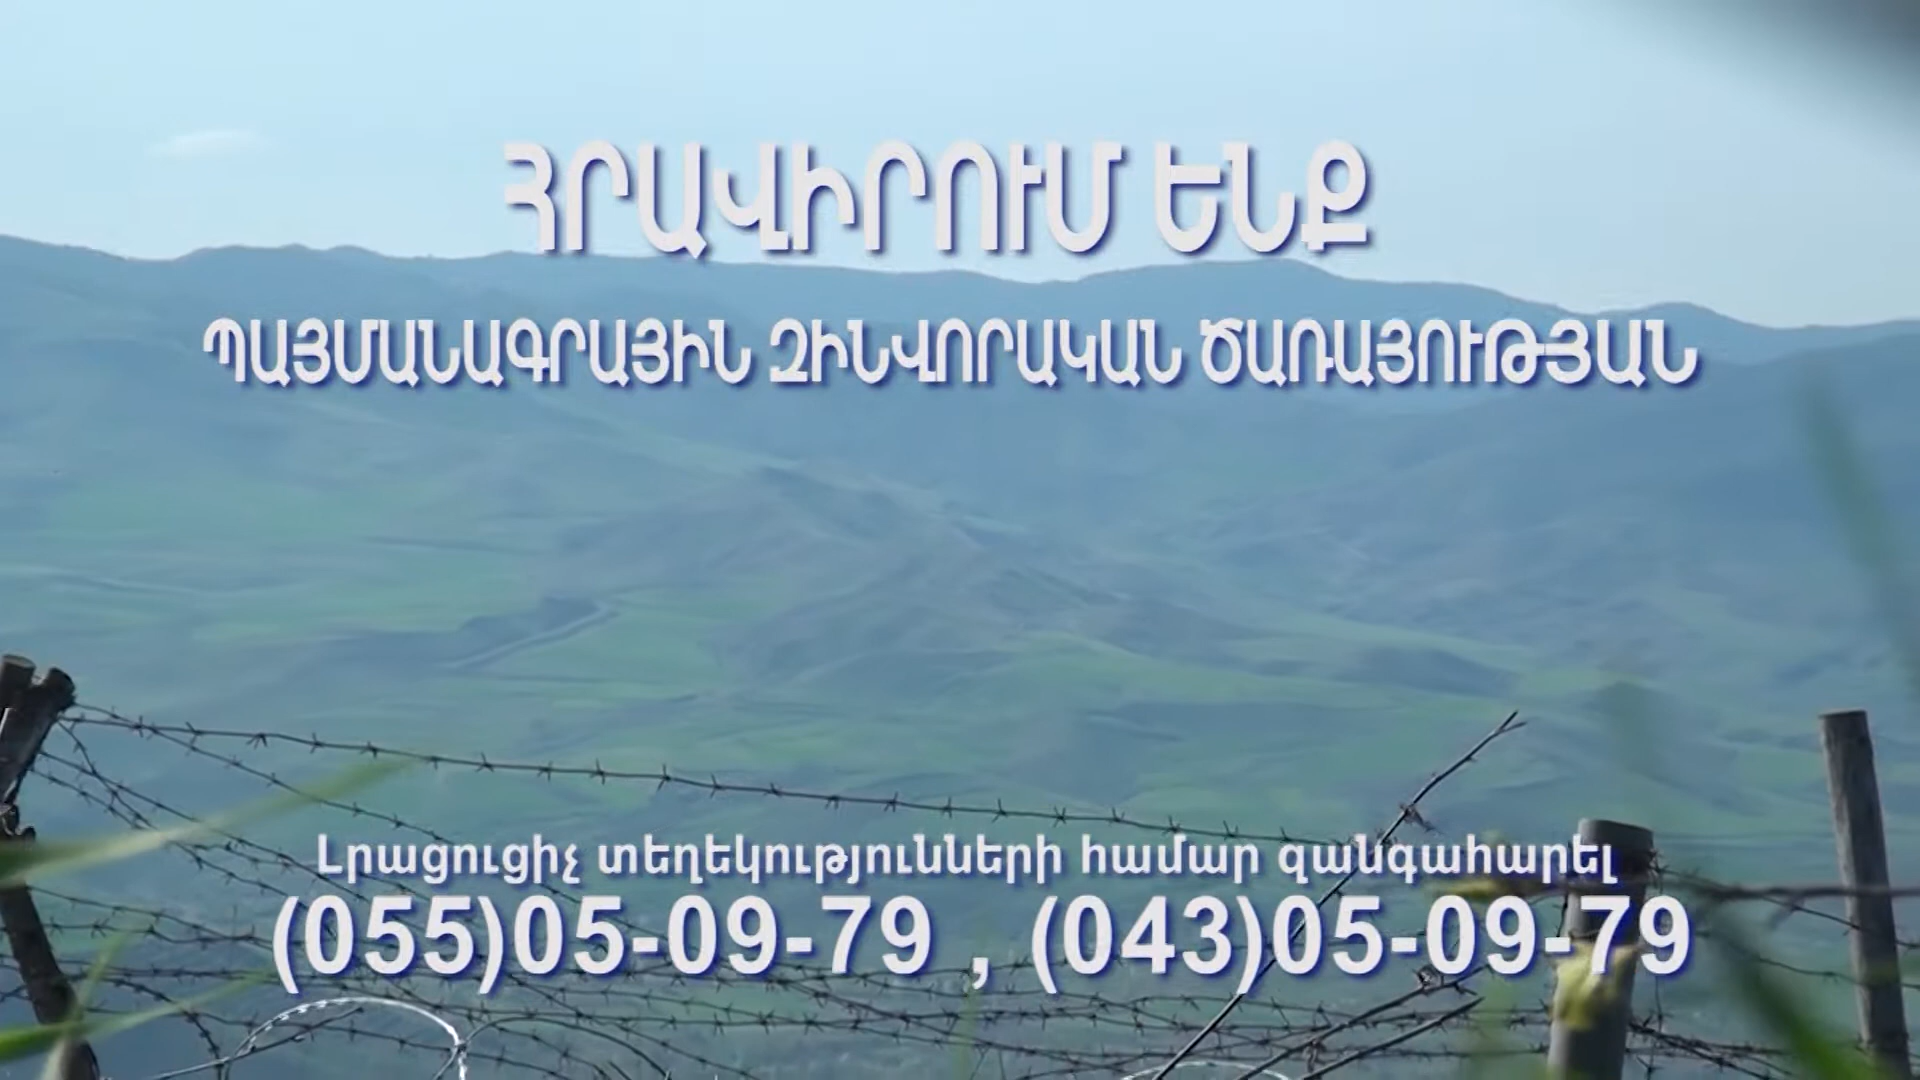 ՀՐԱՎԻՐՈՒՄ ԵՆՔ
ՊԱՅՄԱՆԱԳՐԱՅԻՆ ԶԻՆՎՈՐԱԿԱՆ ԾԱՌԱՅՈՒԹՅԱՆ
Լրացուցիչ տեղեկությունների համար զանգահարել
(055)05-09-79 , (043)05-09-79